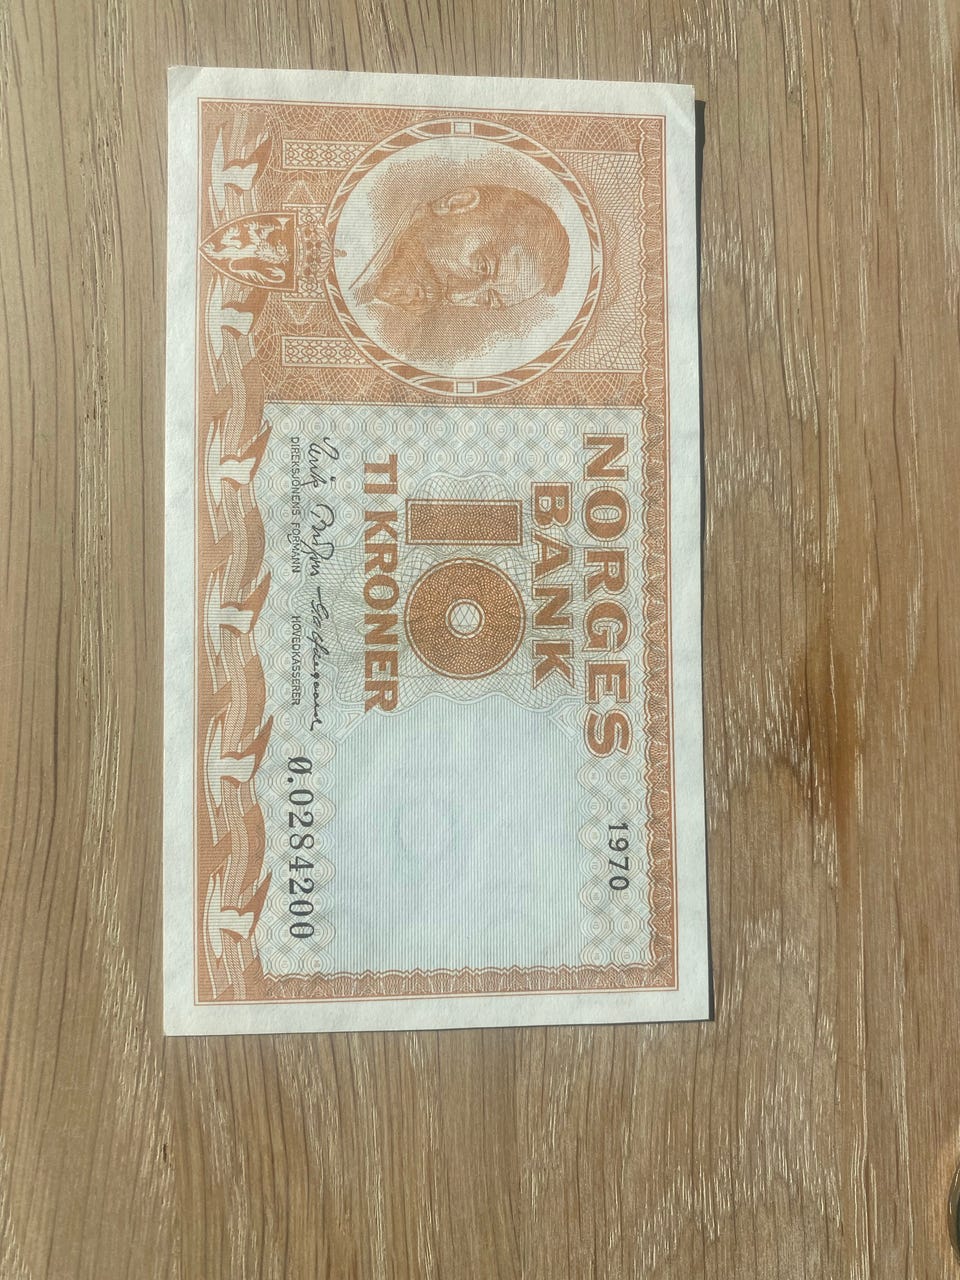 NORGES
BANK
1970
10
TI KRONER
DIREKSJONENS FORMANN HOVEDKASSERER
Ø.0284200